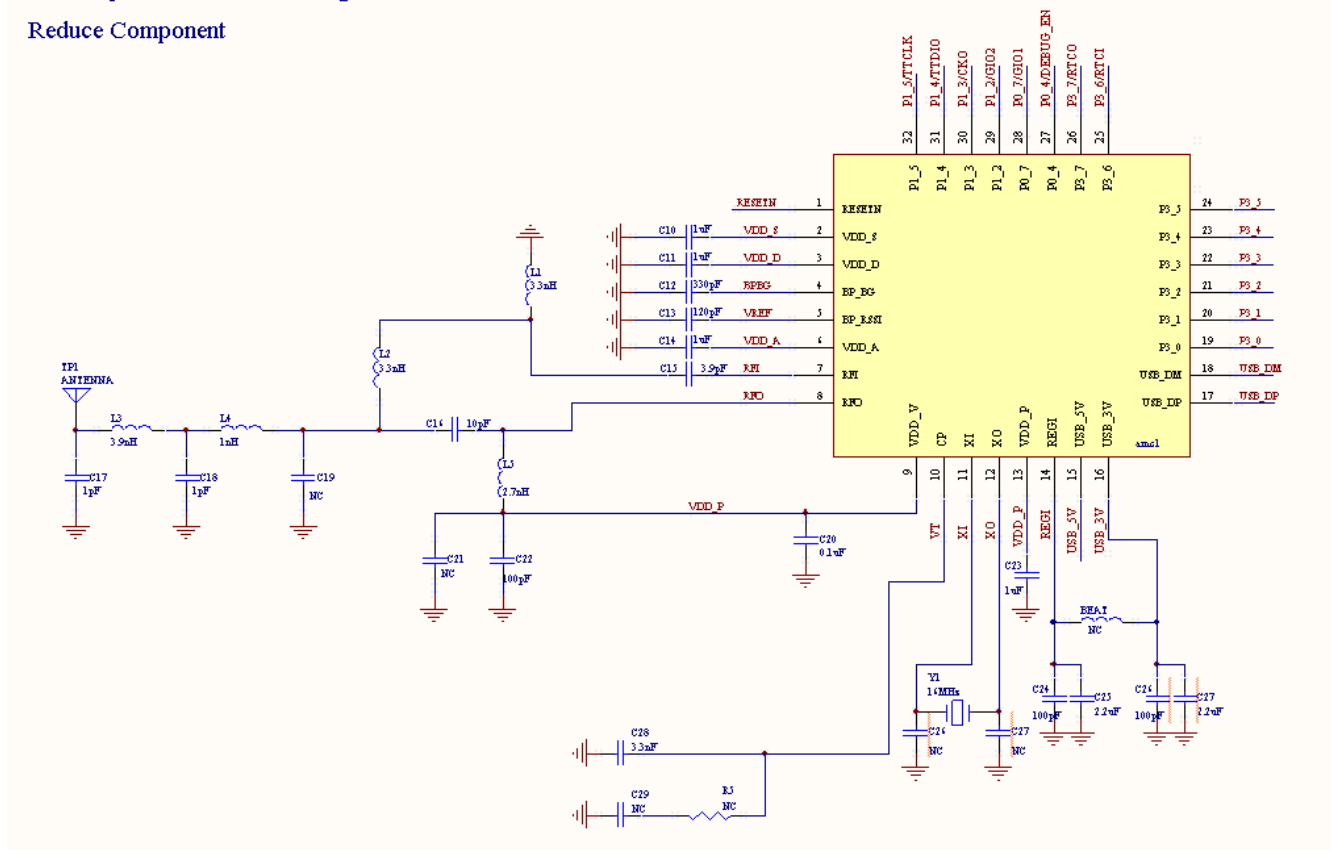 Reduce Component
P1_5/TTCLK
P1_4/TTDIO
P1_3/CKO
P1_2/GIO2
P0_7/GIO1
P0_4/DEBUG_EN
P3_7/RTCO
P3_6/RTCI
32
31
30
29
28
27
26
25
P1_5
P1_4
P1_3
P1_2
P0_7
P0_4
P3_7
P3_6
RESETN 1 RESETN
C10 1uF VDD_S 2 VDD_S
C11 1uF VDD_D 3 VDD_D
C12 330pF BPBG 4 BP_BG
C13 120pF VREF 5 BP_RSSI
C14 1uF VDD_A 6 VDD_A
C15 3.9pF RFI 7 RFI
RFO 8 RFO
P3_5 24 P3_5
P3_4 23 P3_4
P3_3 22 P3_3
P3_2 21 P3_2
P3_1 20 P3_1
P3_0 19 P3_0
USB_DM 18 USB_DM
USB_DP 17 USB_DP
VDD_V
CP
XI
XO
VDD_P
REGI
USB_5V
USB_3V
9
10
11
12
13
14
15
16
VT
XI
XO
VDD_P
REGI
USB_5V
USB_3V
L1
3.3nH
L2
3.3nH
TP1
ANTENNA
L3
3.9nH
L4
1nH
C16 10pF
C17
1pF
C18
1pF
C19
NC
L5
2.7nH
VDD_P
C20
0.1uF
C21
NC
C22
100pF
C23
1uF
BEAT
NC
Y1
16MHz
C24
100pF
C25
2.2uF
C26
100pF
C27
2.2uF
C26
NC
C27
NC
C28
3.3nF
C29
NC
R5
NC